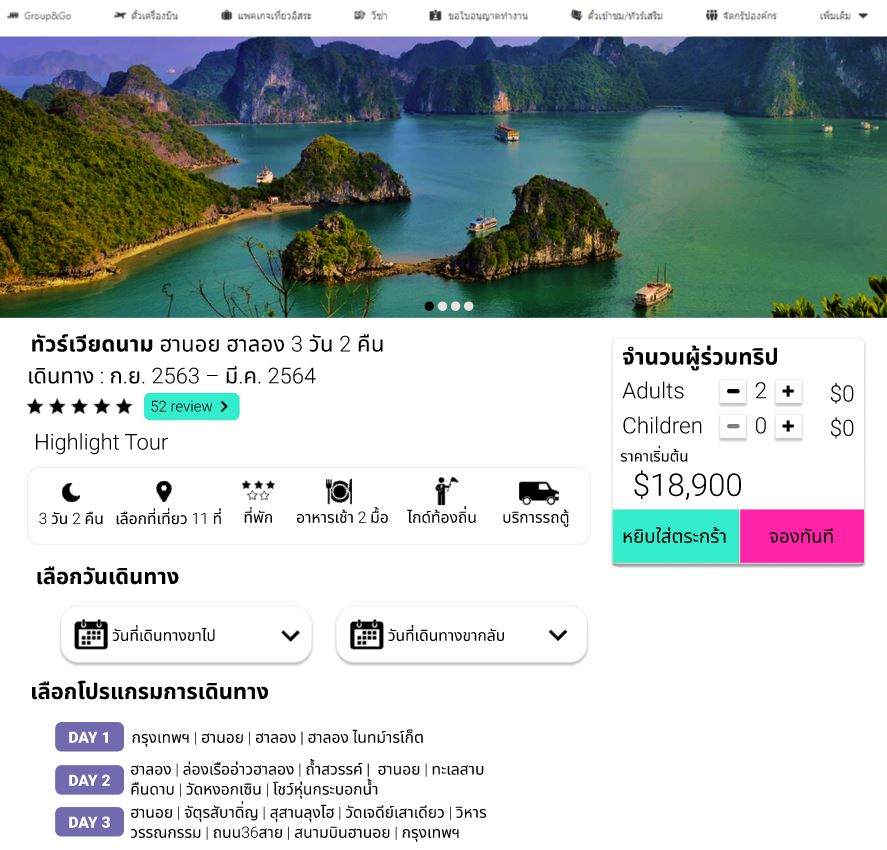 Group&Go ตั๋วเครื่องบิน แพคเกจเที่ยวอิสระ วีซ่า ขอใบอนุญาตทำงาน ตั๋วเข้าชม/ทัวร์เสริม จัดกรุ๊ปองค์กร เพิ่มเติม
ทัวร์เวียดนาม ฮานอย ฮาลอง 3 วัน 2 คืน
เดินทาง : ก.ย. 2563 – มี.ค. 2564
52 review
Highlight Tour
3 วัน 2 คืน เลือกที่เที่ยว 11 ที่ ที่พัก อาหารเช้า 2 มื้อ ไกด์ท้องถิ่น บริการรถตู้
จำนวนผู้ร่วมทริป
Adults 2 $0
Children 0 $0
ราคาเริ่มต้น
$18,900
หยิบใส่ตระกร้า จองทันที
เลือกวันเดินทาง
วันที่เดินทางขาไป วันที่เดินทางขากลับ
เลือกโปรแกรมการเดินทาง
DAY 1 กรุงเทพฯ | ฮานอย | ฮาลอง | ฮาลอง ไนทม์ารเ์ก็ต
DAY 2 ฮาลอง | ล่องเรืออ่าวฮาลอง | ถ้ำสวรรค์ | ฮานอย | ทะเลสาบ
คืนดาบ | วัดหงอกเซิน | โชว์หุ่นกระบอกน้ำ
DAY 3 ฮานอย | จัตุรสับาดิ่ญ | สุสานลุงโฮ | วัดเจดีย์เสาเดียว | วิหาร
วรรณกรรม | ถนน36สาย | สนามบินฮานอย | กรุงเทพฯ